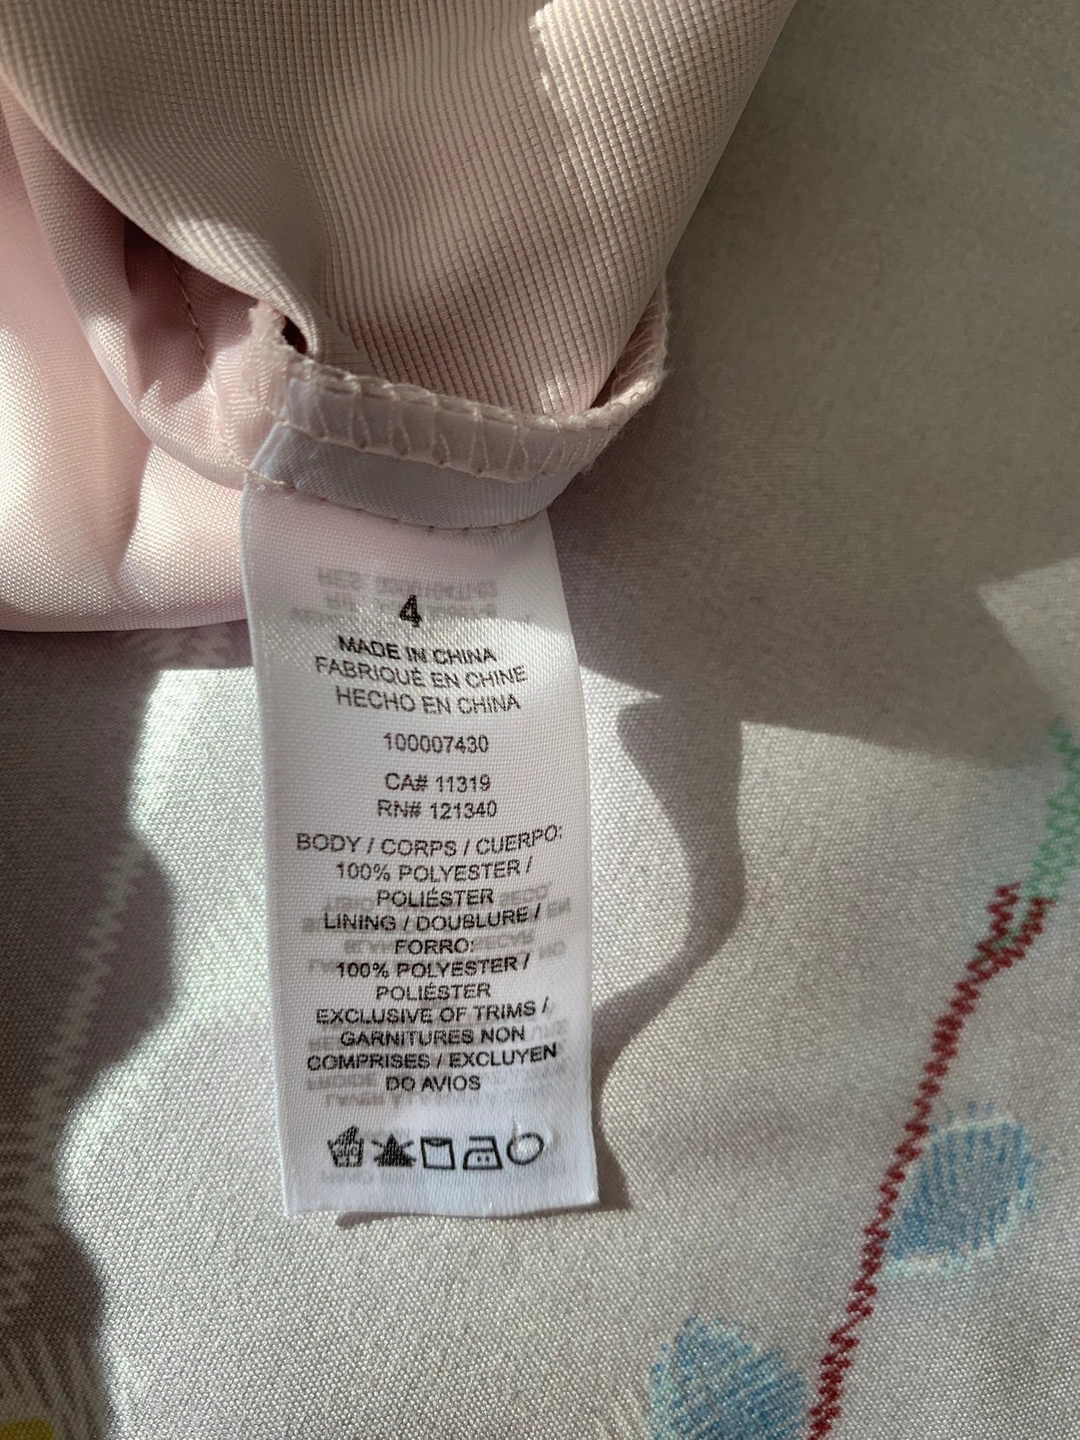 4
MADE IN CHINA
FABRIQUÉ EN CHINE
HECHO EN CHINA
100007430
CA# 11319
RN# 121340
BODY / CORPS / CUERPO:
100% POLYESTER /
POLIÉSTER
LINING / DOUBLURE /
FORRO:
100% POLYESTER /
POLIÉSTER
EXCLUSIVE OF TRIMS /
GARNITURES NON
COMPRISES / EXCLUYEN
DO AVIOS